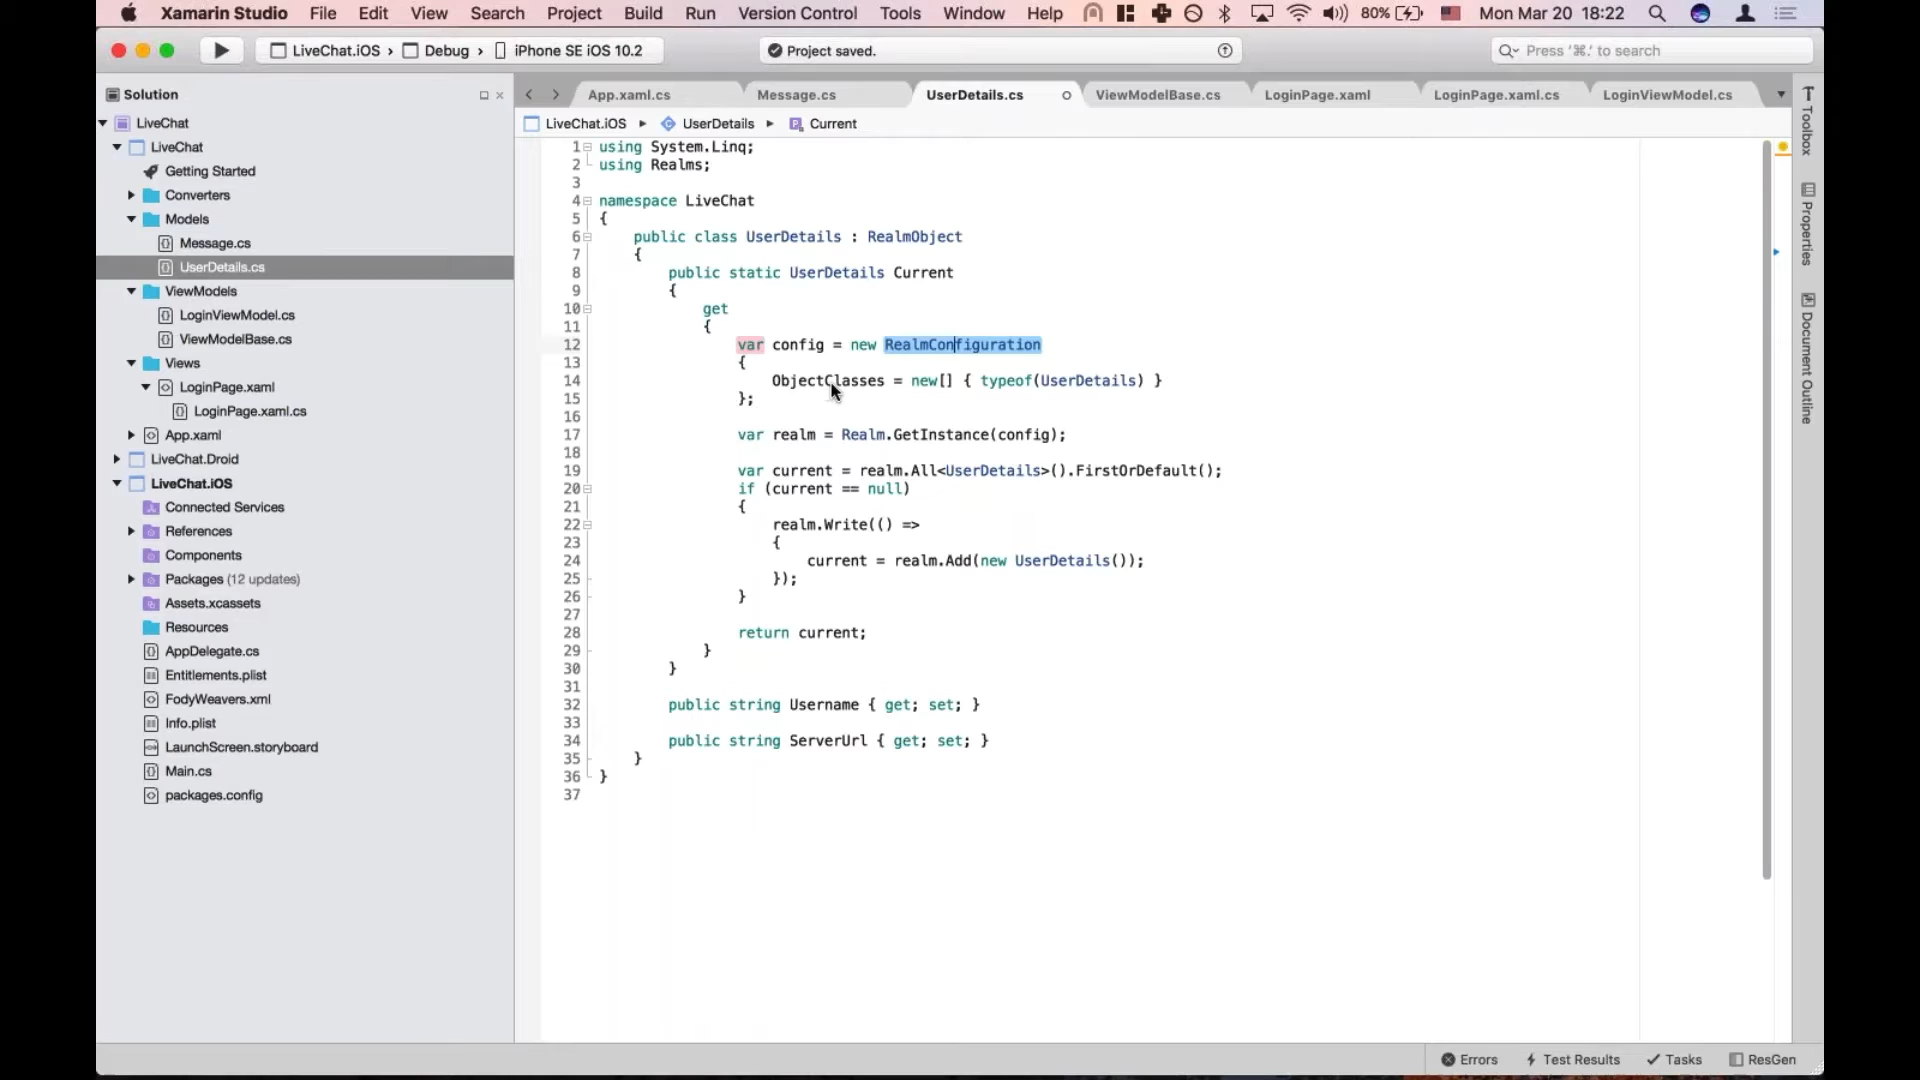 Xamarin Studio File Edit View Search Project Build Run Version Control Tools Window Help 80% Mon Mar 20 18:22
LiveChat.iOS › Debug › iPhone SE iOS 10.2
Project saved.
Press '⌘.' to search
Solution
LiveChat
LiveChat
Getting Started
Converters
Models
Message.cs
UserDetails.cs
ViewModels
LoginViewModel.cs
ViewModelBase.cs
Views
LoginPage.xaml
LoginPage.xaml.cs
App.xaml
LiveChat.Droid
LiveChat.iOS
Connected Services
References
Components
Packages (12 updates)
Assets.xcassets
Resources
AppDelegate.cs
Entitlements.plist
FodyWeavers.xml
Info.plist
LaunchScreen.storyboard
Main.cs
packages.config
App.xaml.cs Message.cs UserDetails.cs ViewModelBase.cs LoginPage.xaml LoginPage.xaml.cs LoginViewModel.cs
LiveChat.iOS UserDetails Current
1 using System.Linq;
2 using Realms;
3
4 namespace LiveChat
5 {
6 public class UserDetails : RealmObject
7 {
8 public static UserDetails Current
9 {
10 get
11 {
12 var config = new RealmConfiguration
13 {
14 ObjectClasses = new[] { typeof(UserDetails) }
15 };
16
17 var realm = Realm.GetInstance(config);
18
19 var current = realm.All<UserDetails>().FirstOrDefault();
20 if (current == null)
21 {
22 realm.Write(() =>
23 {
24 current = realm.Add(new UserDetails());
25 });
26 }
27
28 return current;
29 }
30 }
31
32 public string Username { get; set; }
33
34 public string ServerUrl { get; set; }
35 }
36 }
37
Toolbox
Properties
Document Outline
Errors Test Results Tasks ResGen